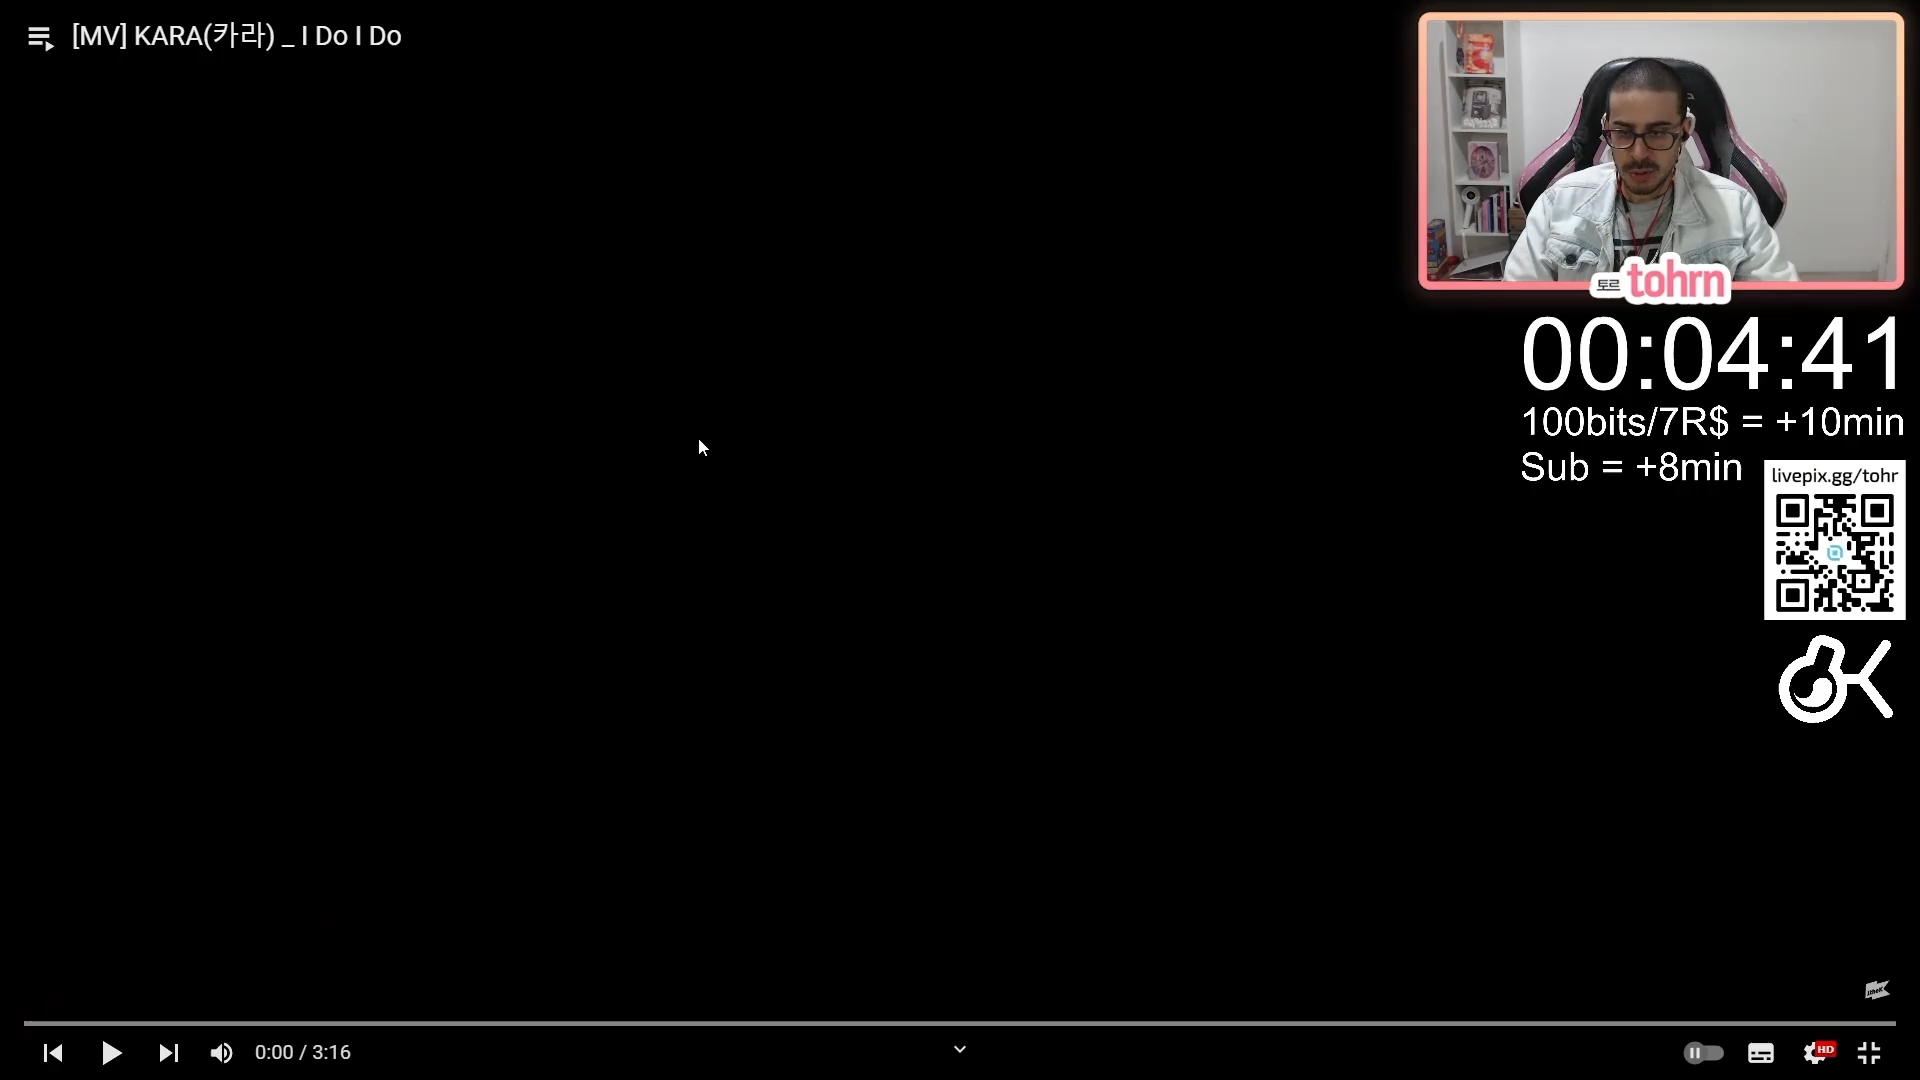 [MV] KARA(카라) _ I Do I Do
토르 tohrn
00:04:41
100bits/7R$ = +10min
Sub = +8min
livepix.gg/tohr
0:00 / 3:16
HD